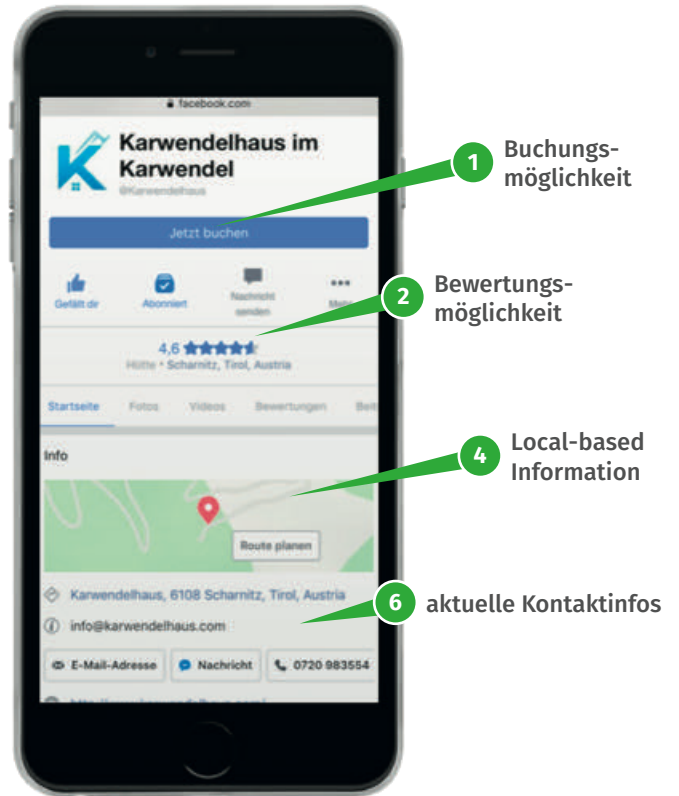 facebook.com
Karwendelhaus im
Karwendel
@Karwendelhaus
Jetzt buchen
Gefällt dir
Abonniert
Nachricht
senden
Mehr
4,6
Hütte • Scharnitz, Tirol, Austria
Startseite Fotos Videos Bewertungen Beit
Info
Route planen
Karwendelhaus, 6108 Scharnitz, Tirol, Austria
info@karwendelhaus.com
E-Mail-Adresse Nachricht 0720 983554
1 Buchungs-
möglichkeit
2 Bewertungs-
möglichkeit
4 Local-based
Information
6 aktuelle Kontaktinfos